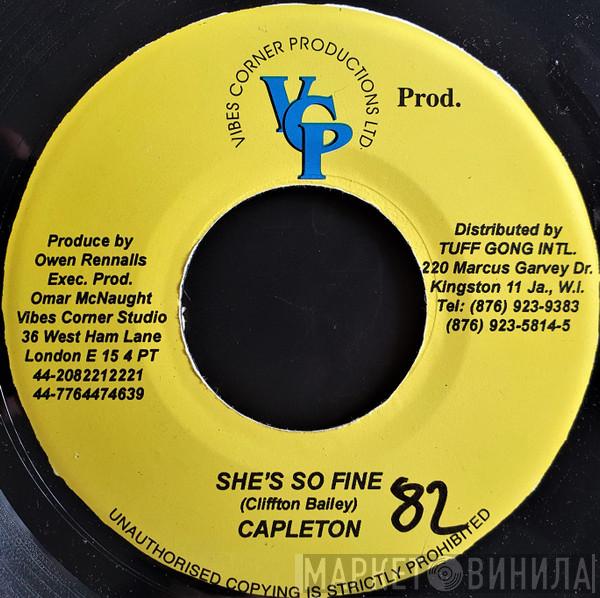 VIBES CORNER PRODUCTIONS LTD.
VCP
Prod.
Produce by
Owen Rennalls
Exec. Prod.
Omar McNaught
Vibes Corner Studio
36 West Ham Lane
London E 15 4 PT
44-2082212221
44-7764474639
Distributed by
TUFF GONG INTL.
220 Marcus Garvey Dr.
Kingston 11 Ja., W.i.
Tel: (876) 923-9383
(876) 923-5814-5
SHE'S SO FINE
(Cliffton Bailey)
CAPLETON
82
UNAUTHORISED COPYING IS STRICTLY PROHIBITED
МАРКЕТ ВИНИЛА